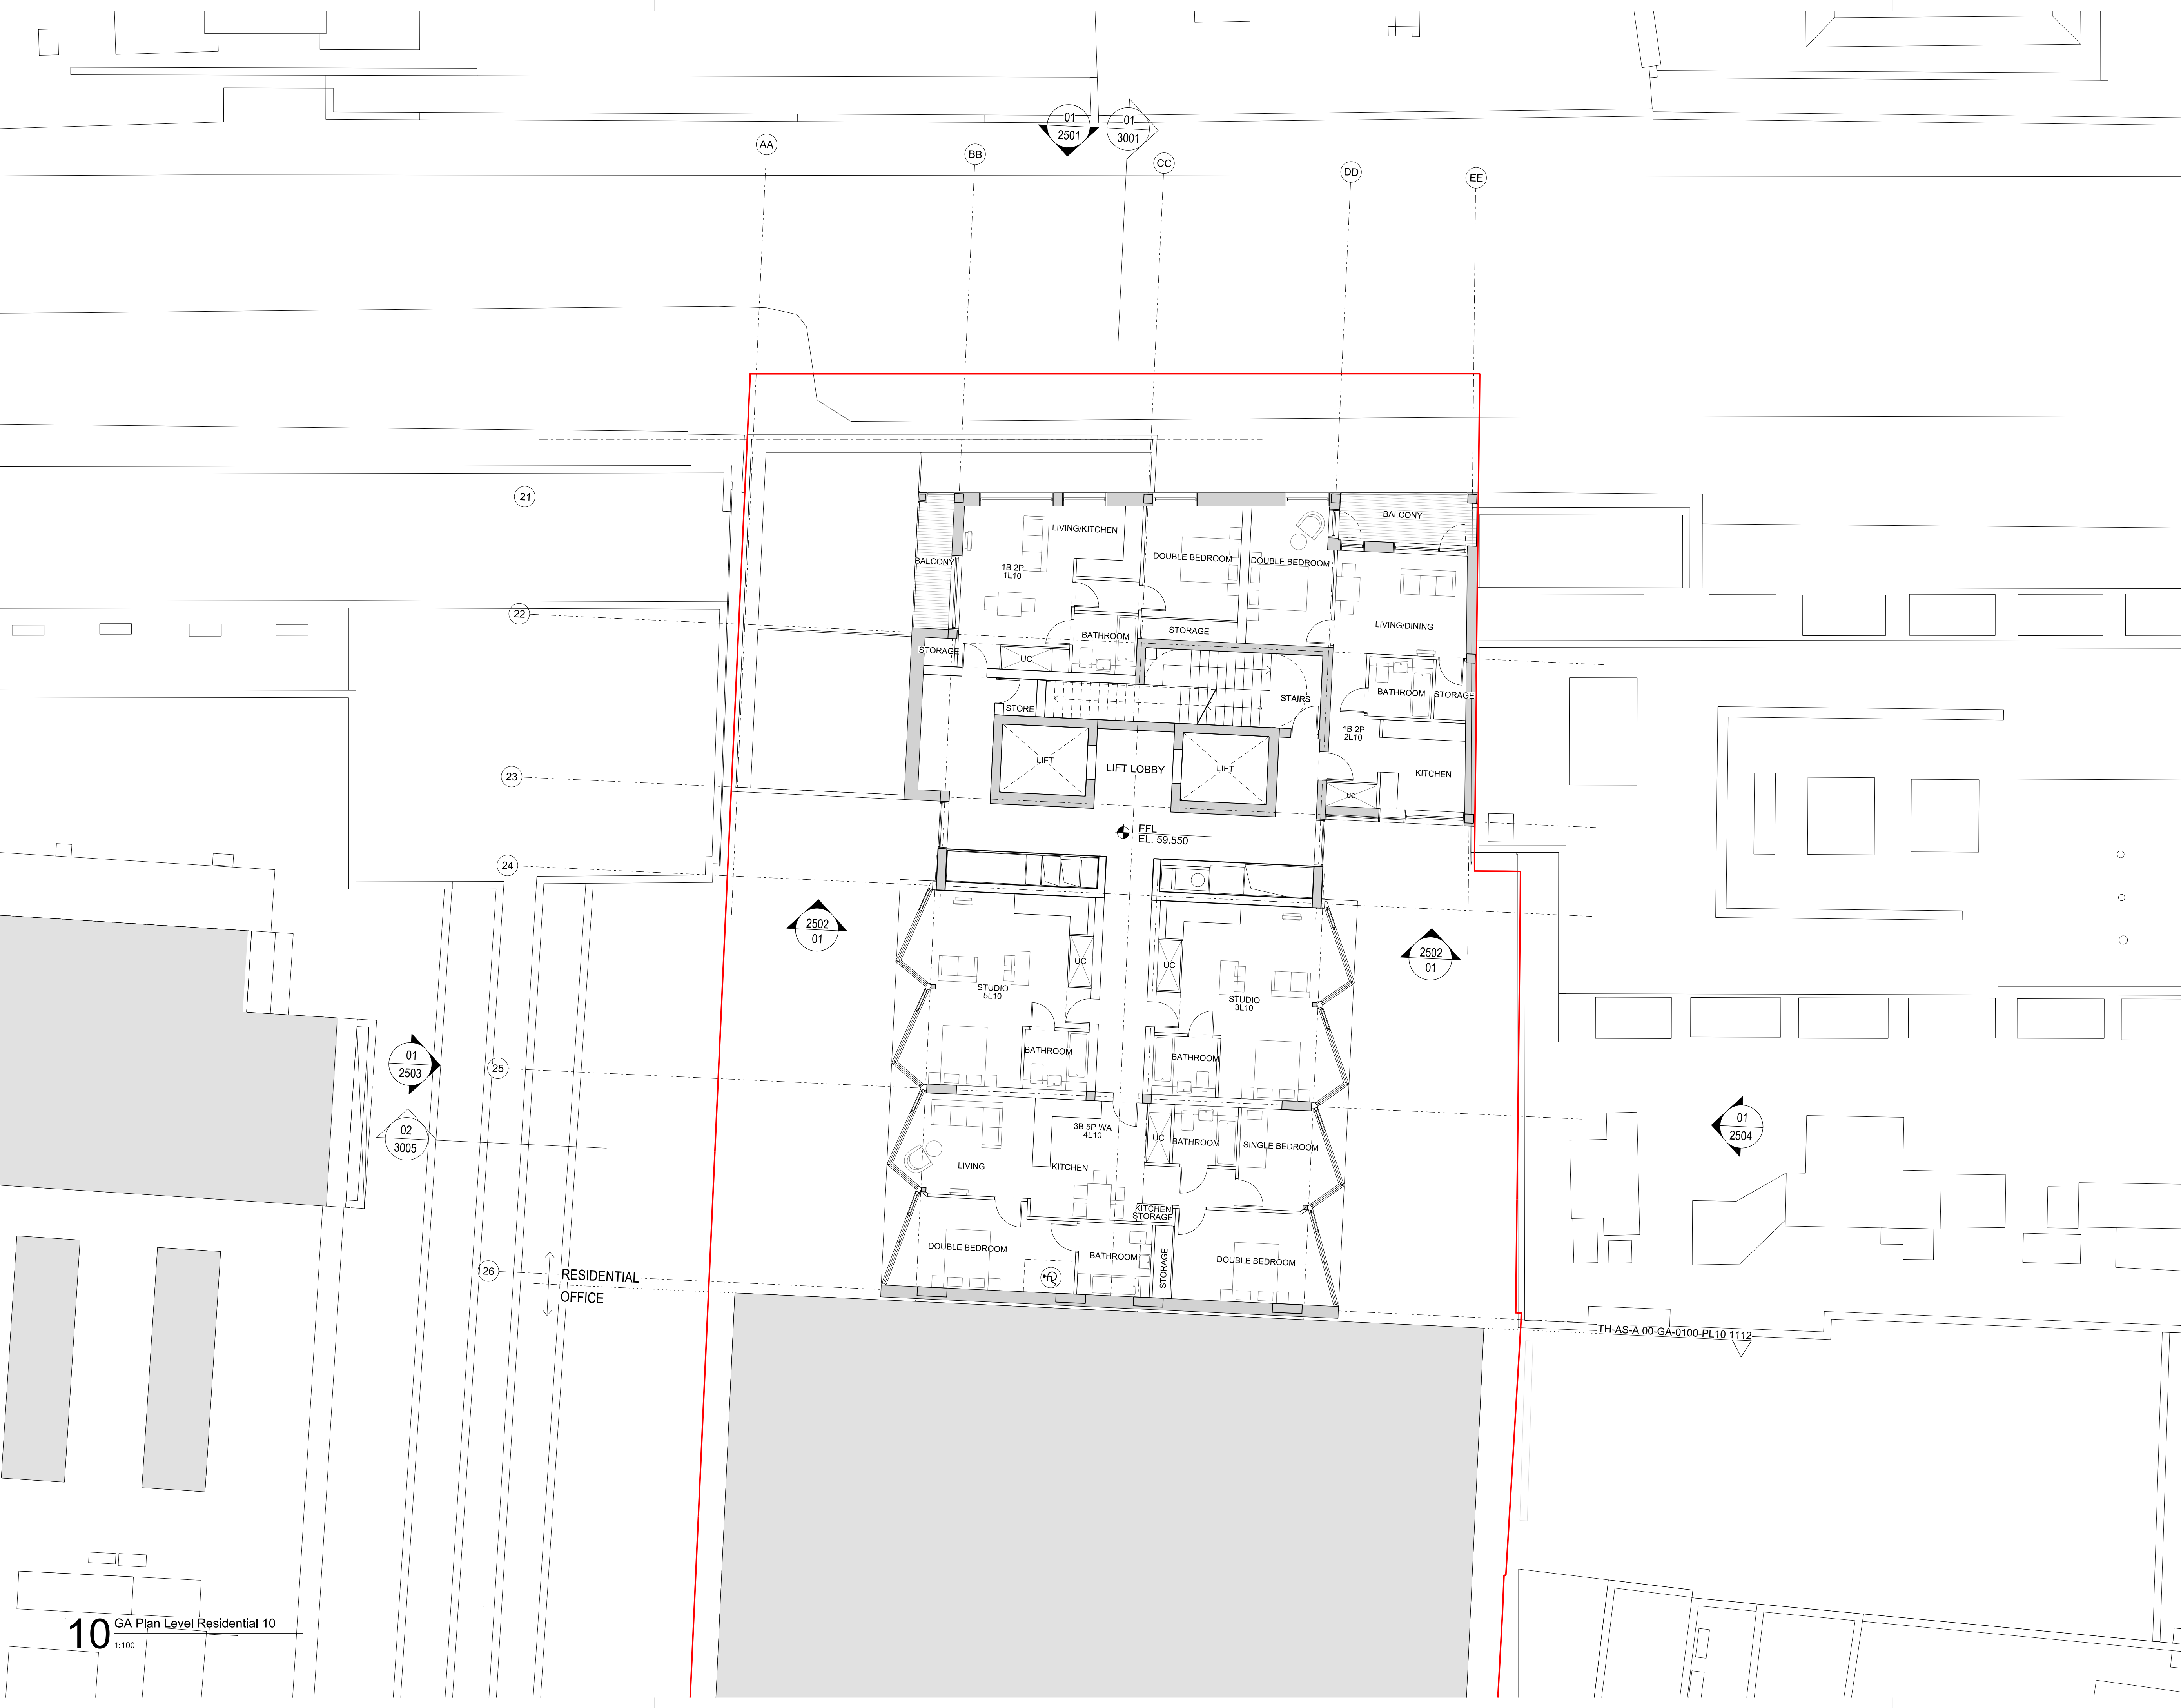 01
2501
01
3001
AA
BB
CC
DD
EE
21
BALCONY
LIVING/KITCHEN
DOUBLE BEDROOM
DOUBLE BEDROOM
BALCONY
1B 2P
1L10
22
LIVING/DINING
BATHROOM
STORAGE
STORAGE
UC
BATHROOM
STORAGE
STORE
STAIRS
1B 2P
2L10
LIFT
LIFT LOBBY
LIFT
KITCHEN
23
UC
FFL
EL. 59.550
24
2502
01
2502
01
UC
UC
STUDIO
5L10
STUDIO
3L10
BATHROOM
BATHROOM
01
2503
25
02
3005
3B 5P WA
4L10
UC
BATHROOM
SINGLE BEDROOM
01
2504
LIVING
KITCHEN
KITCHEN
STORAGE
DOUBLE BEDROOM
BATHROOM
STORAGE
DOUBLE BEDROOM
26
RESIDENTIAL
OFFICE
TH-AS-A 00-GA-0100-PL10 1112
10
GA Plan Level Residential 10
1:100